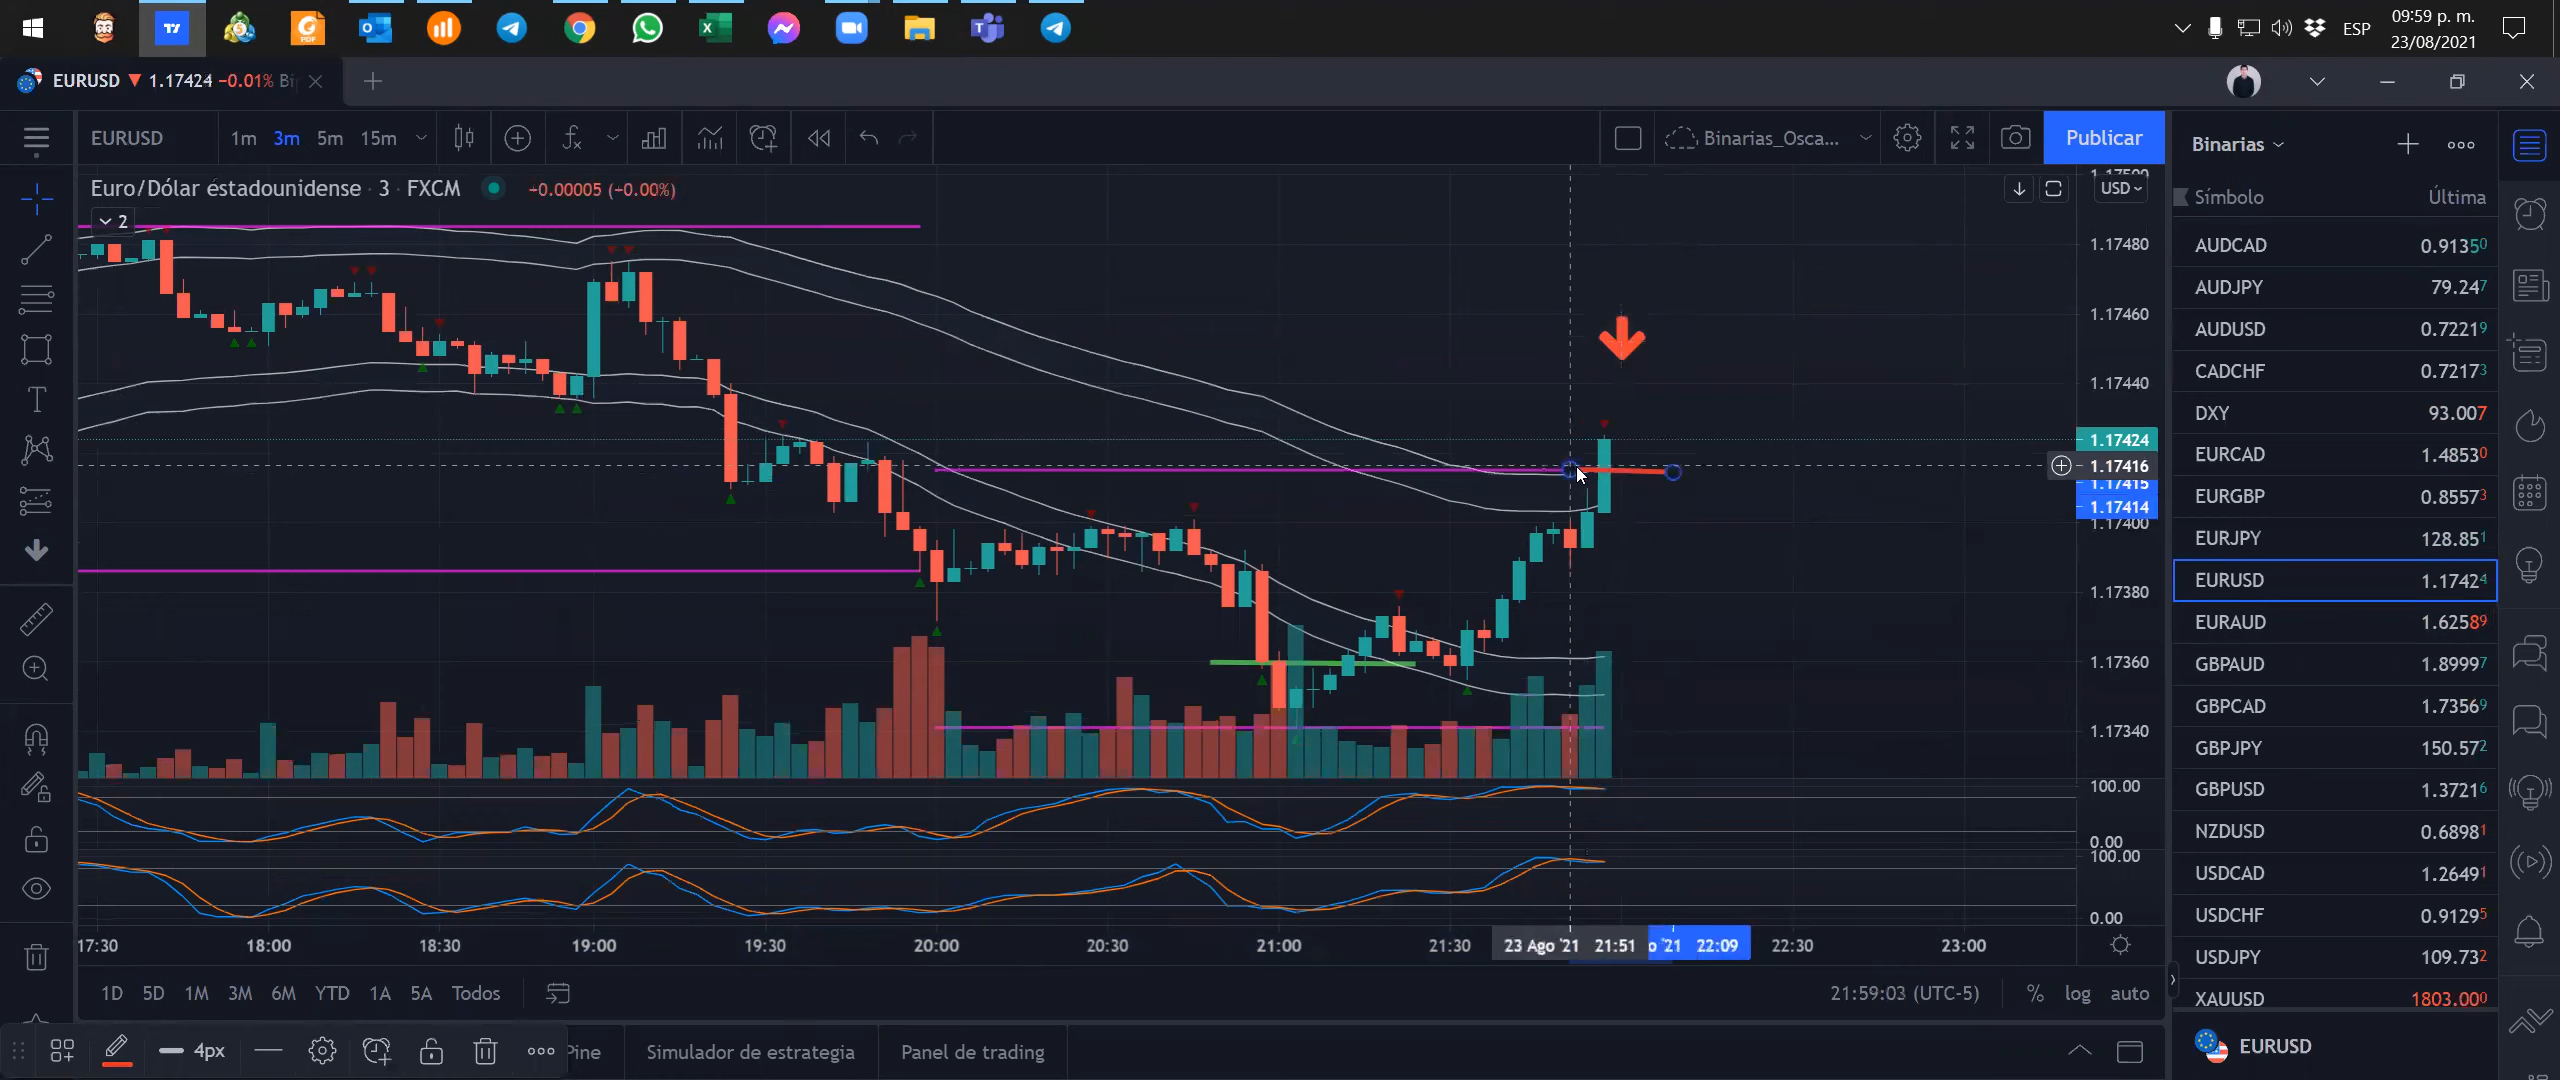 09:59 p. m.
ESP
23/08/2021
EURUSD ▼ 1.17424 −0.01% Bi
EURUSD 1m 3m 5m 15m
Binarias_Osca...
Publicar
Binarias
Euro/Dólar estadounidense · 3 · FXCM
+0.00005 (+0.00%)
USD
2
Símbolo Última
1.17500
1.17480
1.17460
1.17440
1.17424
1.17416
1.17415
1.17414
1.17400
1.17380
1.17360
1.17340
100.00
0.00
100.00
0.00
AUDCAD 0.91350
AUDJPY 79.247
AUDUSD 0.72219
CADCHF 0.72173
DXY 93.007
EURCAD 1.48530
EURGBP 0.85573
EURJPY 128.851
EURUSD 1.17424
EURAUD 1.62589
GBPAUD 1.89997
GBPCAD 1.73569
GBPJPY 150.572
GBPUSD 1.37216
NZDUSD 0.68981
USDCAD 1.26491
USDCHF 0.91295
USDJPY 109.732
XAUUSD 1803.000
17:30 18:00 18:30 19:00 19:30 20:00 20:30 21:00 21:30 23 Ago '21 21:51 o '21 22:09 22:30 23:00
1D 5D 1M 3M 6M YTD 1A 5A Todos
21:59:03 (UTC-5) % log auto
4px
Pine Simulador de estrategia Panel de trading
EURUSD